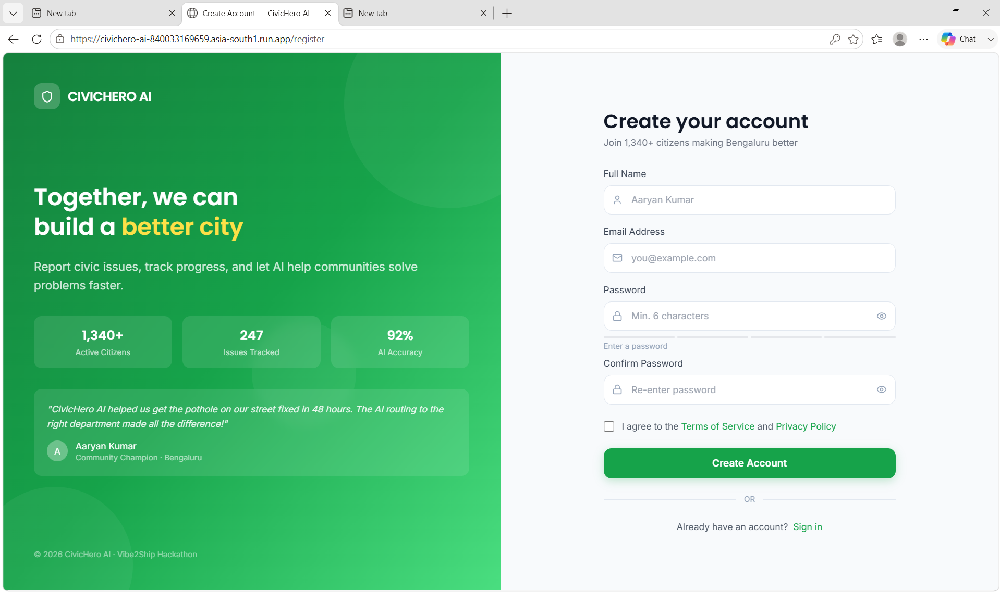 New tab
Create Account — CivicHero AI
New tab
https://civichero-ai-840033169659.asia-south1.run.app/register
Chat
CIVICHERO AI
Together, we can
build a better city
Report civic issues, track progress, and let AI help communities solve
problems faster.
1,340+
Active Citizens
247
Issues Tracked
92%
AI Accuracy
"CivicHero AI helped us get the pothole on our street fixed in 48 hours. The AI routing to the
right department made all the difference!"
A
Aaryan Kumar
Community Champion · Bengaluru
© 2026 CivicHero AI · Vibe2Ship Hackathon
Create your account
Join 1,340+ citizens making Bengaluru better
Full Name
Aaryan Kumar
Email Address
you@example.com
Password
Min. 6 characters
Enter a password
Confirm Password
Re-enter password
I agree to the Terms of Service and Privacy Policy
Create Account
OR
Already have an account? Sign in